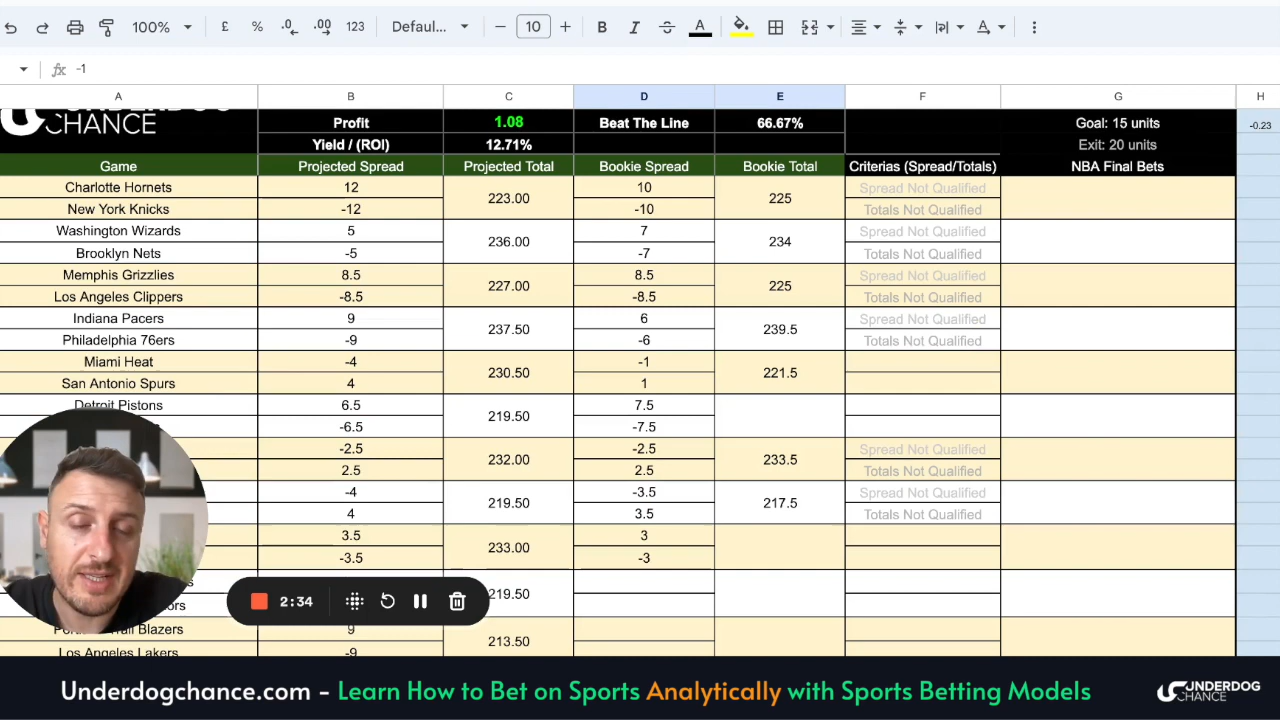 100% £ % .0 .00 123 Defaul... 10 B I A
fx -1
A B C D E F G H
UNDERDOG
CHANCE Profit 1.08 Beat The Line 66.67% Goal: 15 units -0.23
Yield / (ROI) 12.71% Exit: 20 units
Game Projected Spread Projected Total Bookie Spread Bookie Total Criterias (Spread/Totals) NBA Final Bets
Charlotte Hornets 12 223.00 10 225 Spread Not Qualified
New York Knicks -12 -10 Totals Not Qualified
Washington Wizards 5 236.00 7 234 Spread Not Qualified
Brooklyn Nets -5 -7 Totals Not Qualified
Memphis Grizzlies 8.5 227.00 8.5 225 Spread Not Qualified
Los Angeles Clippers -8.5 -8.5 Totals Not Qualified
Indiana Pacers 9 237.50 6 239.5 Spread Not Qualified
Philadelphia 76ers -9 -6 Totals Not Qualified
Miami Heat -4 230.50 -1 221.5
San Antonio Spurs 4 1
Detroit Pistons 6.5 219.50 7.5
-6.5 -7.5
-2.5 232.00 -2.5 233.5 Spread Not Qualified
2.5 2.5 Totals Not Qualified
-4 219.50 -3.5 217.5 Spread Not Qualified
4 3.5 Totals Not Qualified
3.5 233.00 3
-3.5 -3
2:34 219.50
Trail Blazers 9 213.50
Los Angeles Lakers -9
Underdogchance.com - Learn How to Bet on Sports Analytically with Sports Betting Models
UNDERDOG
CHANCE